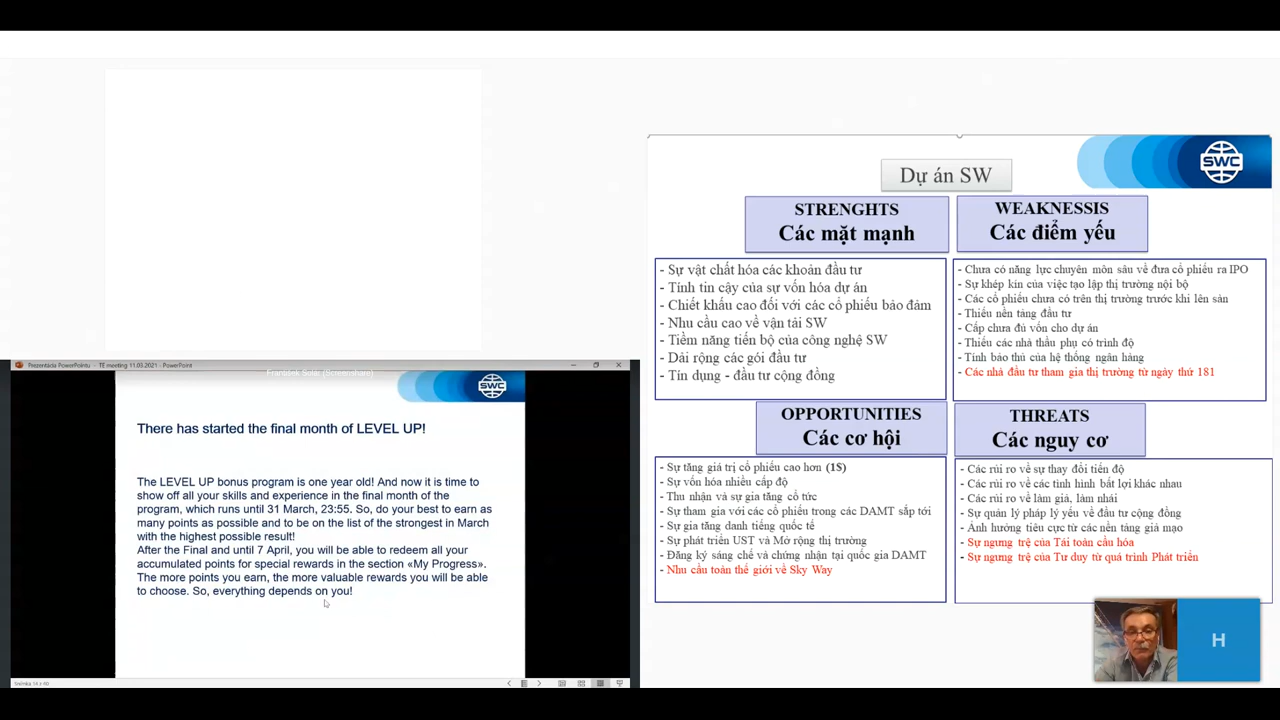 Prezentácia PowerPointu - TE meeting 11.03.2021 - PowerPoint
František Solár (Screenshare)
SWC
There has started the final month of LEVEL UP!
The LEVEL UP bonus program is one year old! And now it is time to
show off all your skills and experience in the final month of the
program, which runs until 31 March, 23:55. So, do your best to earn as
many points as possible and to be on the list of the strongest in March
with the highest possible result!
After the Final and until 7 April, you will be able to redeem all your
accumulated points for special rewards in the section «My Progress».
The more points you earn, the more valuable rewards you will be able
to choose. So, everything depends on you!
SWC
Dự án SW
STRENGHTS
Các mặt mạnh
- Sự vật chất hóa các khoản đầu tư
- Tính tin cậy của sự vốn hóa dự án
- Chiết khấu cao đối với các cổ phiếu bảo đảm
- Nhu cầu cao về vận tải SW
- Tiềm năng tiến bộ của công nghệ SW
- Dải rộng các gói đầu tư
- Tín dụng - đầu tư cộng đồng
WEAKNESSIS
Các điểm yếu
- Chưa có năng lực chuyên môn sâu về đưa cổ phiếu ra IPO
- Sự khép kín của việc tạo lập thị trường nội bộ
- Các cổ phiếu chưa có trên thị trường trước khi lên sàn
- Thiếu nền tảng đầu tư
- Cấp chưa đủ vốn cho dự án
- Thiếu các nhà thầu phụ có trình độ
- Tính bảo thủ của hệ thống ngân hàng
- Các nhà đầu tư tham gia thị trường từ ngày thứ 181
OPPORTUNITIES
Các cơ hội
- Sự tăng giá trị cổ phiếu cao hơn (1$)
- Sự vốn hóa nhiều cấp độ
- Thu nhận và sự gia tăng cổ tức
- Sự tham gia với các cổ phiếu trong các DAMT sắp tới
- Sự gia tăng danh tiếng quốc tế
- Sự phát triển UST và Mở rộng thị trường
- Đăng ký sáng chế và chứng nhận tại quốc gia DAMT
- Nhu cầu toàn thế giới về Sky Way
THREATS
Các nguy cơ
- Các rủi ro về sự thay đổi tiến độ
- Các rủi ro về các tình hình bất lợi khác nhau
- Các rủi ro về làm giả, làm nhái
- Sự quản lý pháp lý yếu về đầu tư cộng đồng
- Ảnh hưởng tiêu cực từ các nền tảng giả mạo
- Sự ngưng trệ của Tái toàn cầu hóa
- Sự ngưng trệ của Tư duy từ quá trình Phát triển
H